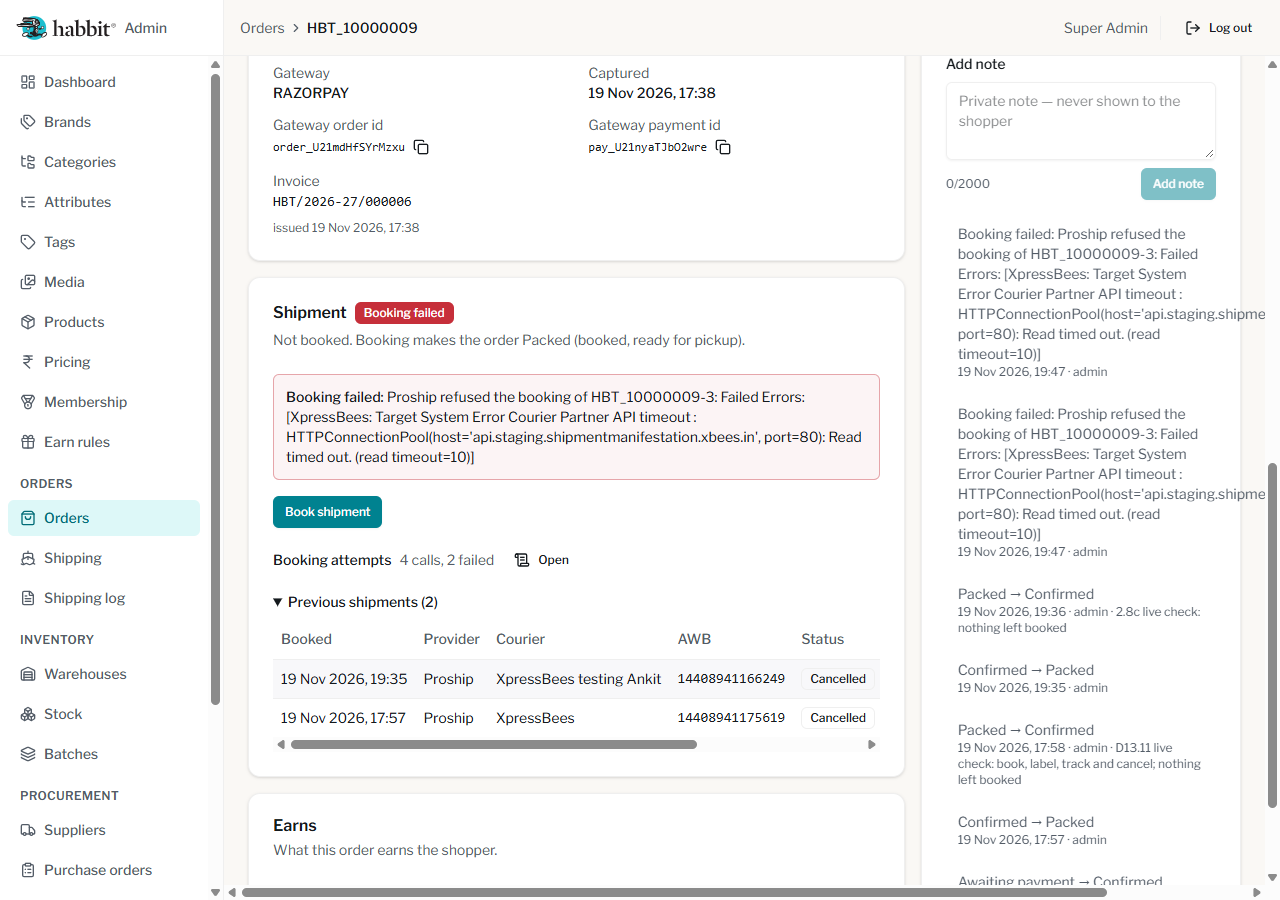 habbit® Admin
Orders > HBT_10000009
Super Admin
Log out
Dashboard
Brands
Categories
Attributes
Tags
Media
Products
Pricing
Membership
Earn rules
ORDERS
Orders
Shipping
Shipping log
INVENTORY
Warehouses
Stock
Batches
PROCUREMENT
Suppliers
Purchase orders
Gateway
RAZORPAY
Captured
19 Nov 2026, 17:38
Gateway order id
order_U21mdHfSYrMzxu
Gateway payment id
pay_U21nyaTJbO2wre
Invoice
HBT/2026-27/000006
issued 19 Nov 2026, 17:38
Shipment Booking failed
Not booked. Booking makes the order Packed (booked, ready for pickup).
Booking failed: Proship refused the booking of HBT_10000009-3: Failed Errors:
[XpressBees: Target System Error Courier Partner API timeout :
HTTPConnectionPool(host='api.staging.shipmentmanifestation.xbees.in', port=80): Read
timed out. (read timeout=10)]
Book shipment
Booking attempts 4 calls, 2 failed Open
▼ Previous shipments (2)
Booked Provider Courier AWB Status
19 Nov 2026, 19:35 Proship XpressBees testing Ankit 14408941166249 Cancelled
19 Nov 2026, 17:57 Proship XpressBees 14408941175619 Cancelled
Earns
What this order earns the shopper.
Add note
Private note — never shown to the
shopper
0/2000
Add note
Booking failed: Proship refused the
booking of HBT_10000009-3: Failed
Errors: [XpressBees: Target System
Error Courier Partner API timeout :
HTTPConnectionPool(host='api.staging.shipme
port=80): Read timed out. (read
timeout=10)]
19 Nov 2026, 19:47 · admin
Booking failed: Proship refused the
booking of HBT_10000009-3: Failed
Errors: [XpressBees: Target System
Error Courier Partner API timeout :
HTTPConnectionPool(host='api.staging.shipme
port=80): Read timed out. (read
timeout=10)]
19 Nov 2026, 19:47 · admin
Packed → Confirmed
19 Nov 2026, 19:36 · admin · 2.8c live check:
nothing left booked
Confirmed → Packed
19 Nov 2026, 19:35 · admin
Packed → Confirmed
19 Nov 2026, 17:58 · admin · D13.11 live
check: book, label, track and cancel; nothing
left booked
Confirmed → Packed
19 Nov 2026, 17:57 · admin
Awaiting payment → Confirmed